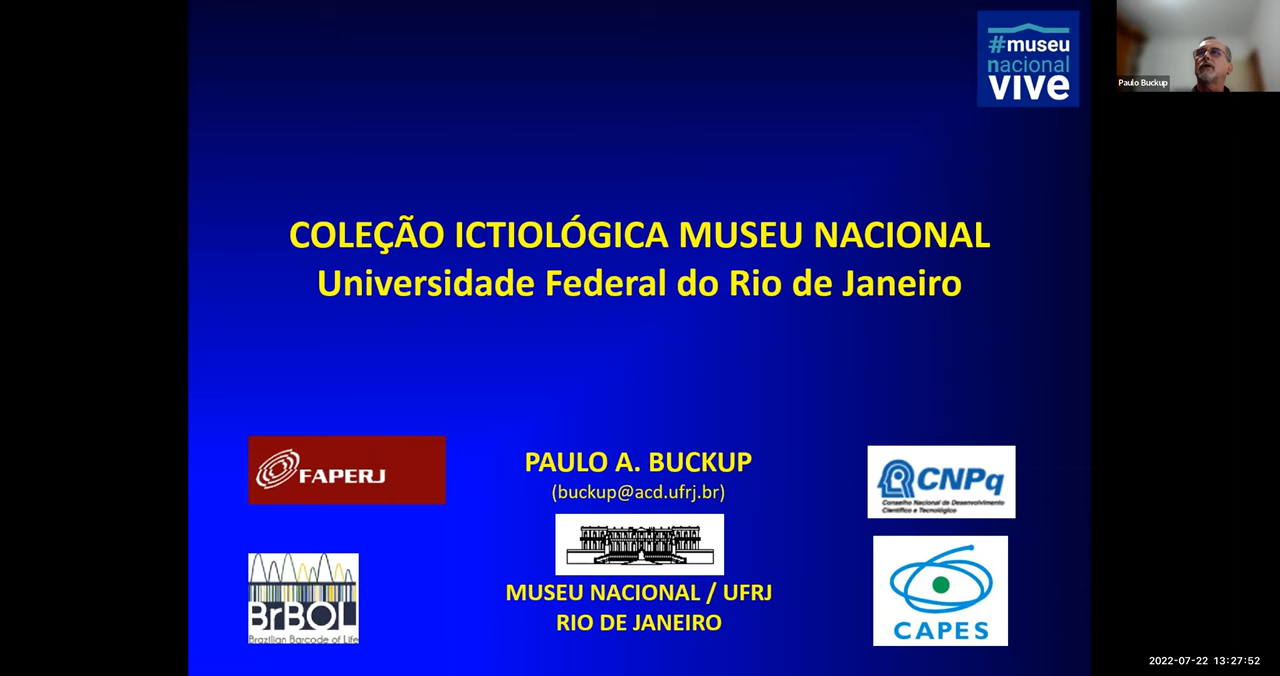 #museu
nacional
vive
Paulo Buckup
COLEÇÃO ICTIOLÓGICA MUSEU NACIONAL
Universidade Federal do Rio de Janeiro
FAPERJ
PAULO A. BUCKUP
(buckup@acd.ufrj.br)
CNPq
Conselho Nacional de Desenvolvimento
Científico e Tecnológico
BrBOL
Brazilian Barcode of Life
MUSEU NACIONAL / UFRJ
RIO DE JANEIRO
CAPES
2022-07-22 13:27:52